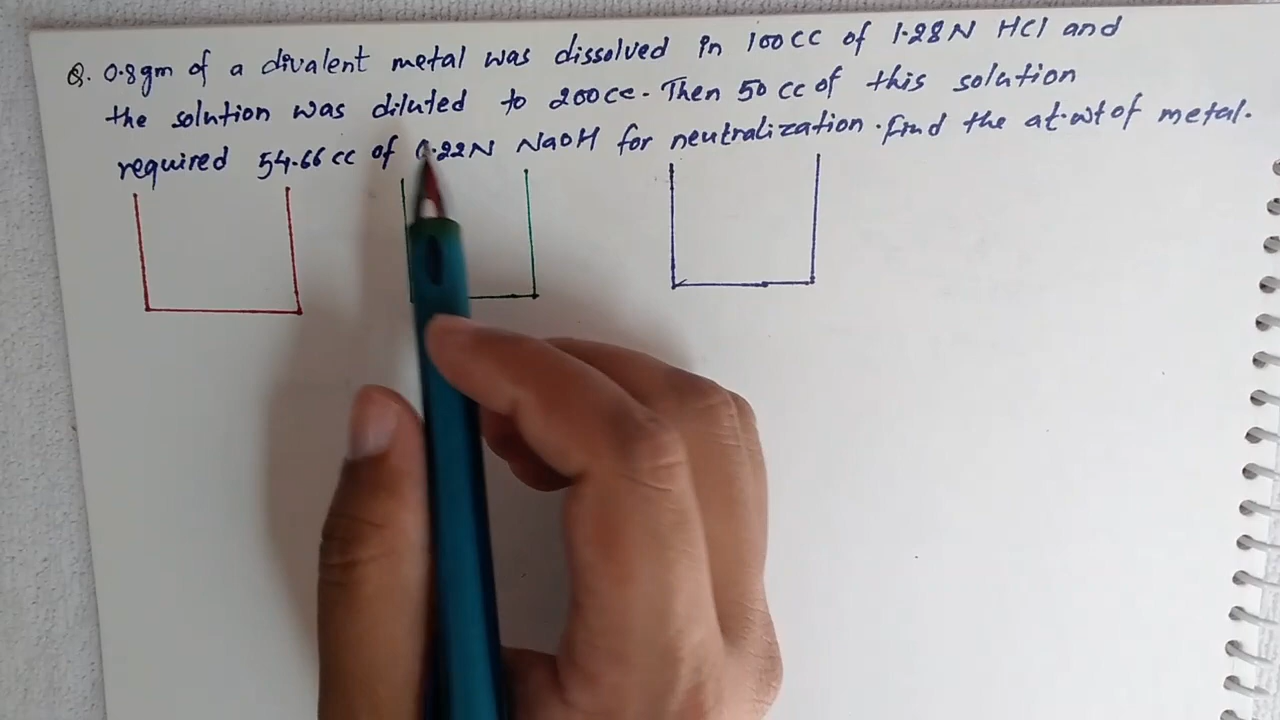 Q. 0.8gm of a divalent metal was dissolved in 100cc of 1.28N HCl and
the solution was diluted to 200cc. Then 50cc of this solution
required 54.66cc of 0.22N NaOH for neutralization. find the at.wt of metal.